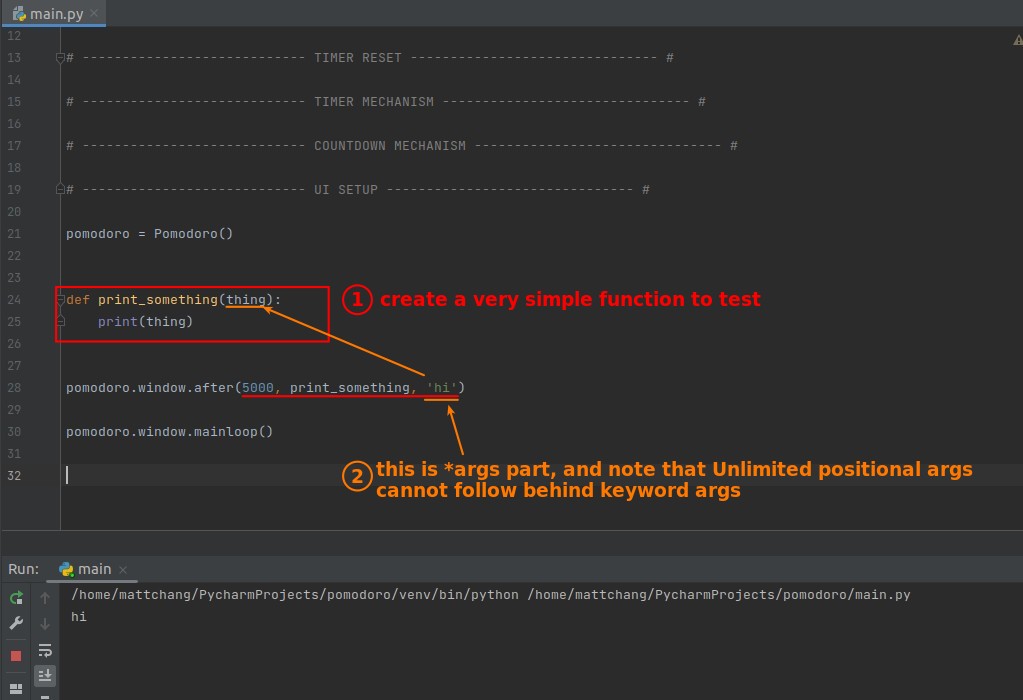 main.py
12
13 # ---------------------------- TIMER RESET ------------------------------- #
14
15 # ---------------------------- TIMER MECHANISM ------------------------------- #
16
17 # ---------------------------- COUNTDOWN MECHANISM ------------------------------- #
18
19 # ---------------------------- UI SETUP ------------------------------- #
20
21 pomodoro = Pomodoro()
22
23
24 def print_something(thing):
① create a very simple function to test
25     print(thing)
26
27
28 pomodoro.window.after(5000, print_something, 'hi')
29
30 pomodoro.window.mainloop()
31
② this is *args part, and note that Unlimited positional args
cannot follow behind keyword args
32
Run: main
/home/mattchang/PycharmProjects/pomodoro/venv/bin/python /home/mattchang/PycharmProjects/pomodoro/main.py
hi